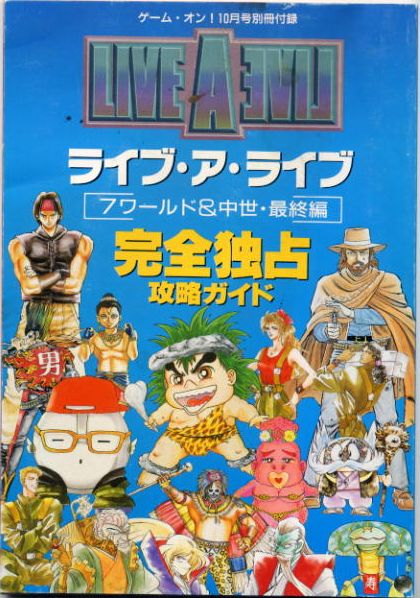 ゲーム・オン!10月号別冊付録
LIVE A EVIL
ライブ・ア・ライブ
7ワールド&中世・最終編
完全独占
攻略ガイド
男
寿